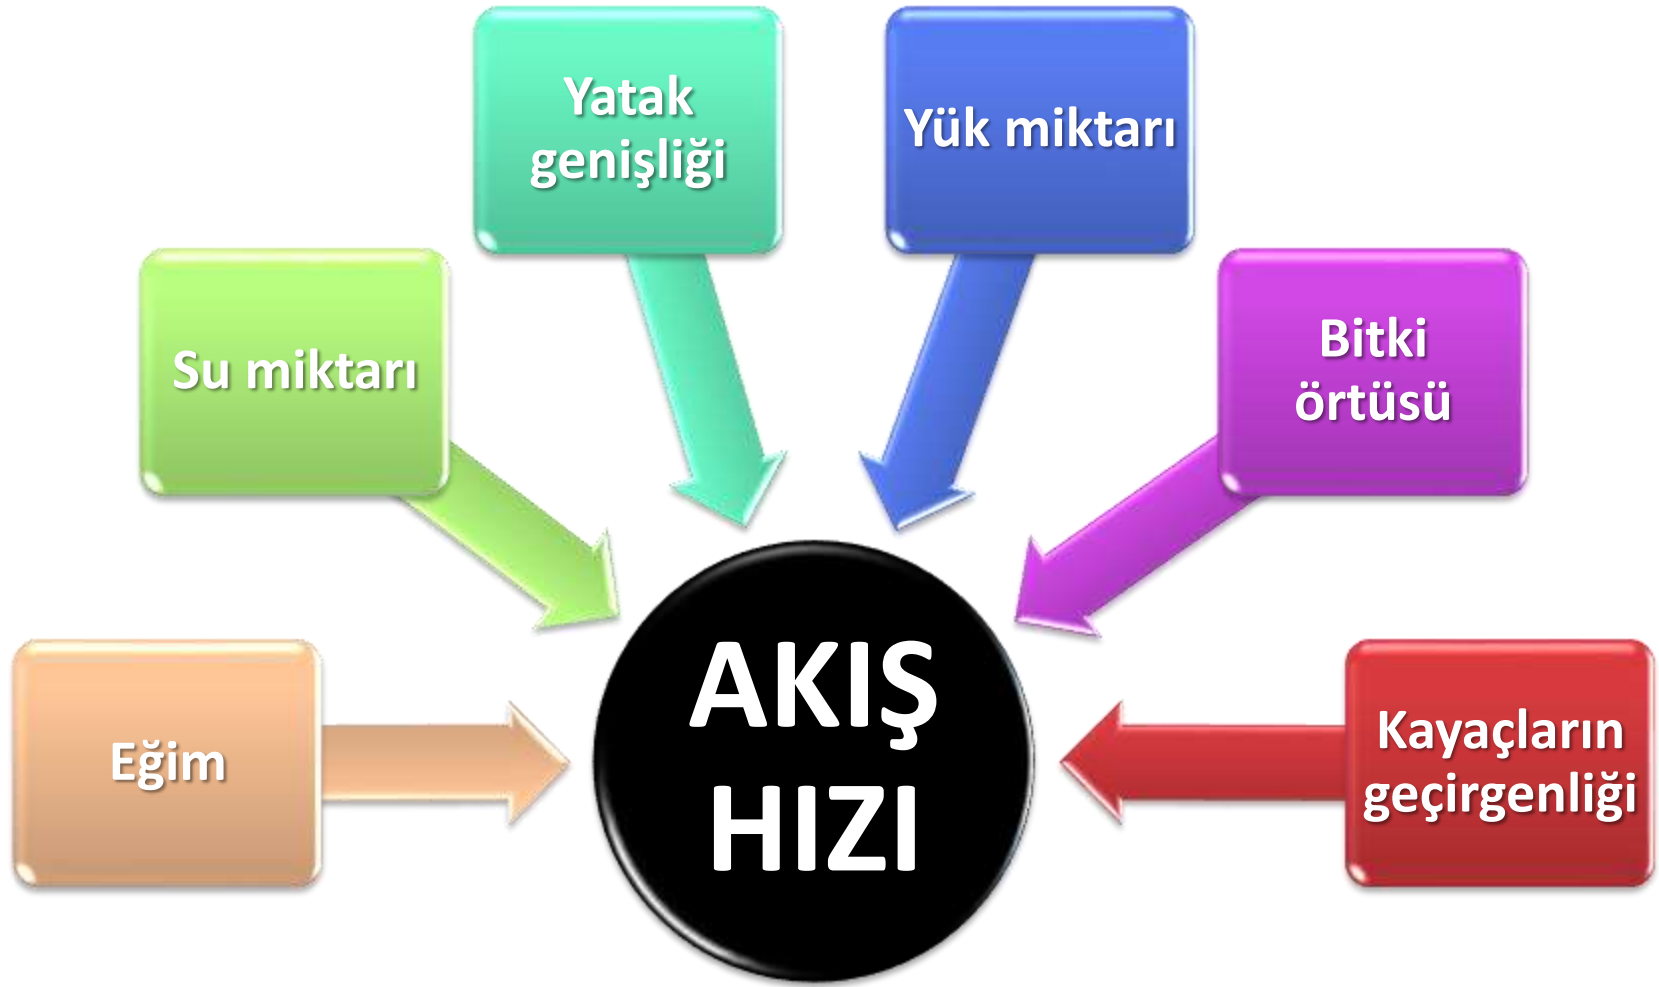 Yatak
genişliği
Yük miktarı
Su miktarı
Bitki
örtüsü
Eğim
AKIŞ
HIZI
Kayaçların
geçirgenliği